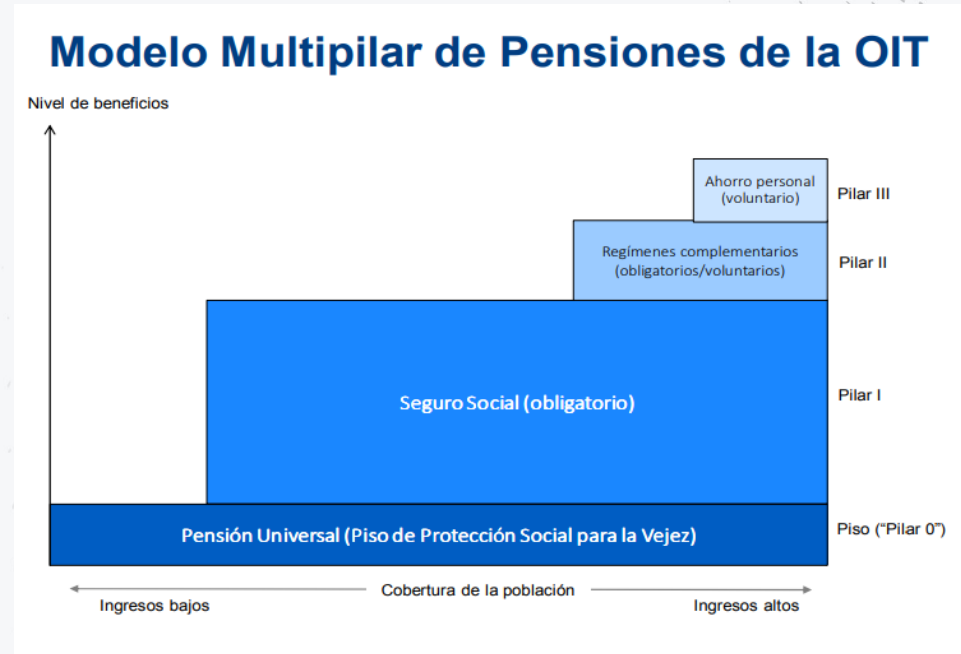 Modelo Multipilar de Pensiones de la OIT
Nivel de beneficios
Ahorro personal
(voluntario)
Pilar III
Regímenes complementarios
(obligatorios/voluntarios)
Pilar II
Seguro Social (obligatorio)
Pilar I
Pensión Universal (Piso de Protección Social para la Vejez)
Piso (“Pilar 0”)
Cobertura de la población
Ingresos bajos
Ingresos altos